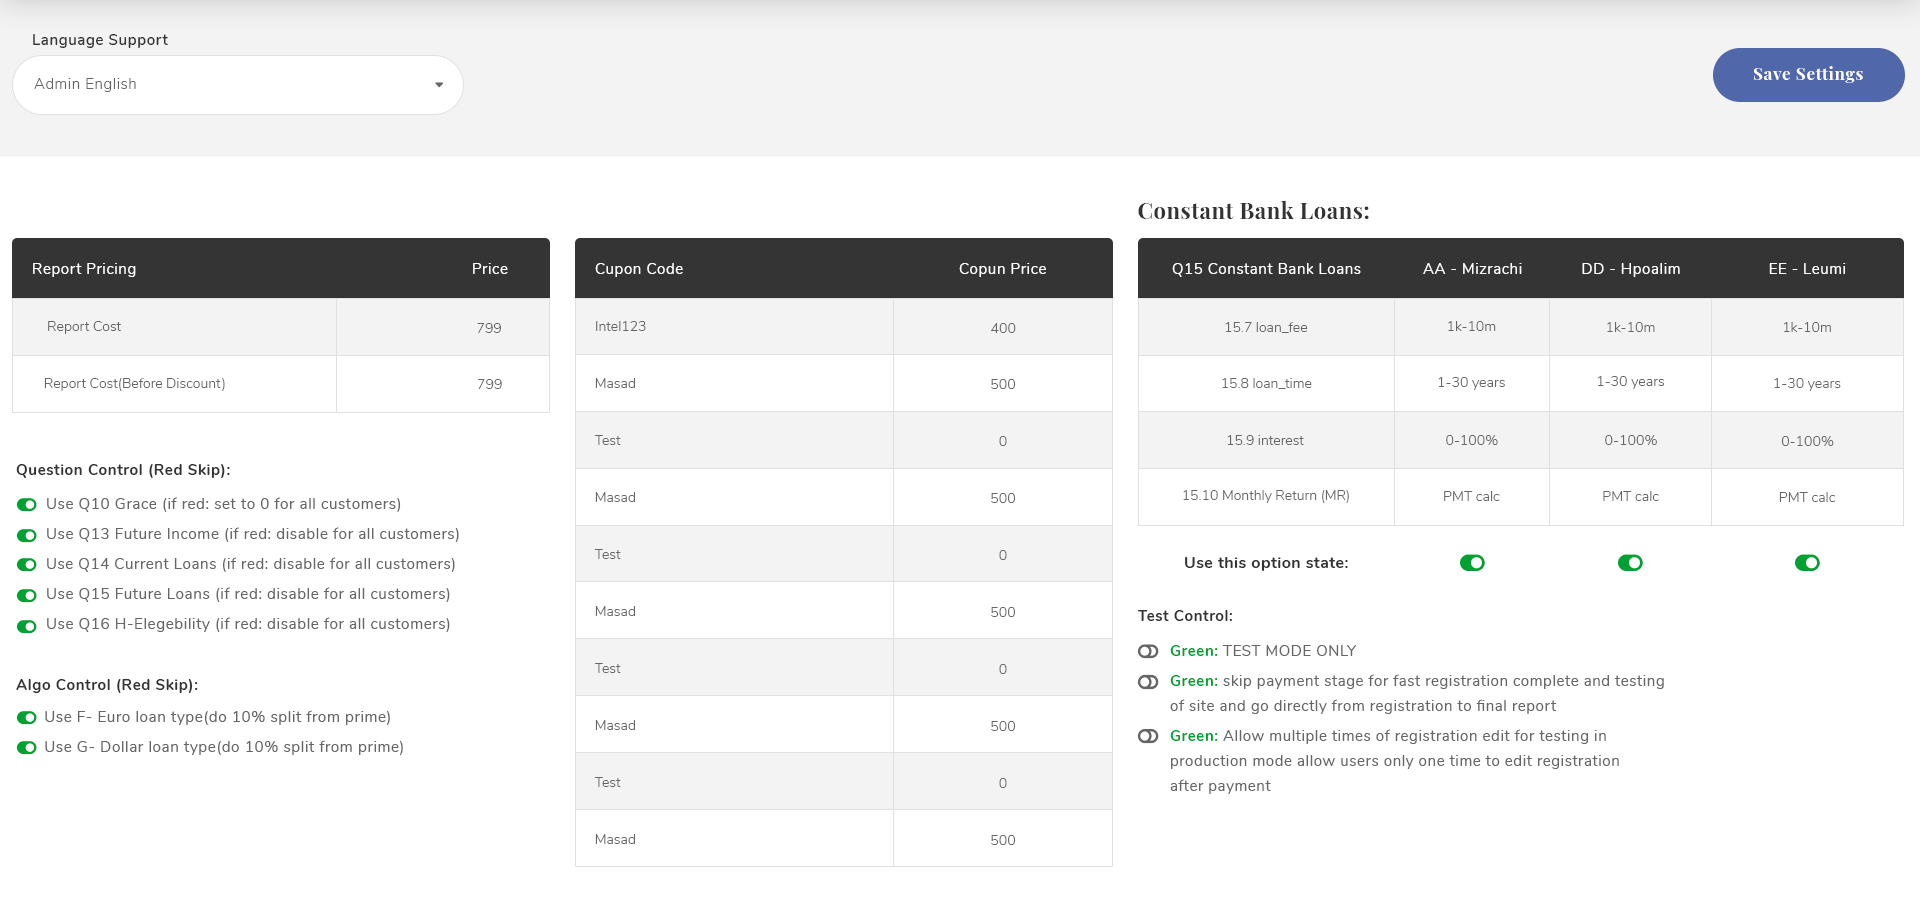 Language Support
Admin English
Save Settings
Report Pricing Price
Report Cost 799
Report Cost(Before Discount) 799
Question Control (Red Skip):
Use Q10 Grace (if red: set to 0 for all customers)
Use Q13 Future Income (if red: disable for all customers)
Use Q14 Current Loans (if red: disable for all customers)
Use Q15 Future Loans (if red: disable for all customers)
Use Q16 H-Elegebility (if red: disable for all customers)
Algo Control (Red Skip):
Use F- Euro loan type(do 10% split from prime)
Use G- Dollar loan type(do 10% split from prime)
Cupon Code Copun Price
Intel123 400
Masad 500
Test 0
Masad 500
Test 0
Masad 500
Test 0
Masad 500
Test 0
Masad 500
Constant Bank Loans:
Q15 Constant Bank Loans AA - Mizrachi DD - Hpoalim EE - Leumi
15.7 loan_fee 1k-10m 1k-10m 1k-10m
15.8 loan_time 1-30 years 1-30 years 1-30 years
15.9 interest 0-100% 0-100% 0-100%
15.10 Monthly Return (MR) PMT calc PMT calc PMT calc
Use this option state:
Test Control:
Green: TEST MODE ONLY
Green: skip payment stage for fast registration complete and testing
of site and go directly from registration to final report
Green: Allow multiple times of registration edit for testing in
production mode allow users only one time to edit registration
after payment